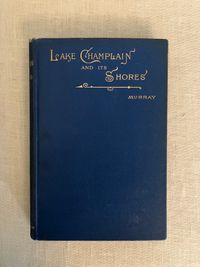 LAKE CHAMPLAIN
AND ITS
SHORES
MURRAY